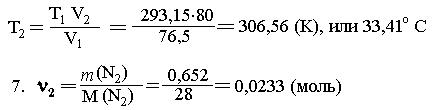 T₂ = T₁ V₂ / V₁ = 293,15·80 / 76,5 = 306,56 (K), или 33,41° C
7. ν₂ = m (N₂) / M (N₂) = 0,652 / 28 = 0,0233 (моль)